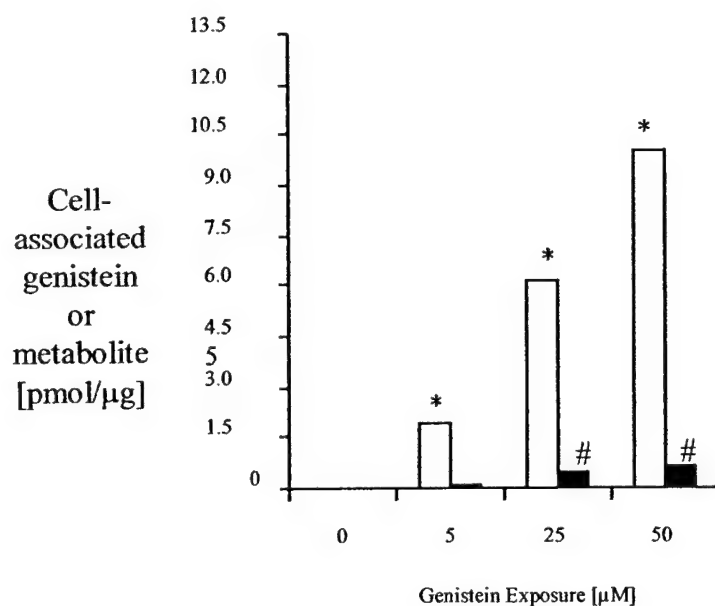 13.5
12.0
10.5
9.0
7.5
6.0
4.5
5
3.0
1.5
0
Cell-
associated
genistein
or
metabolite
[pmol/µg]
*
*
*
#
#
0 5 25 50
Genistein Exposure [µM]